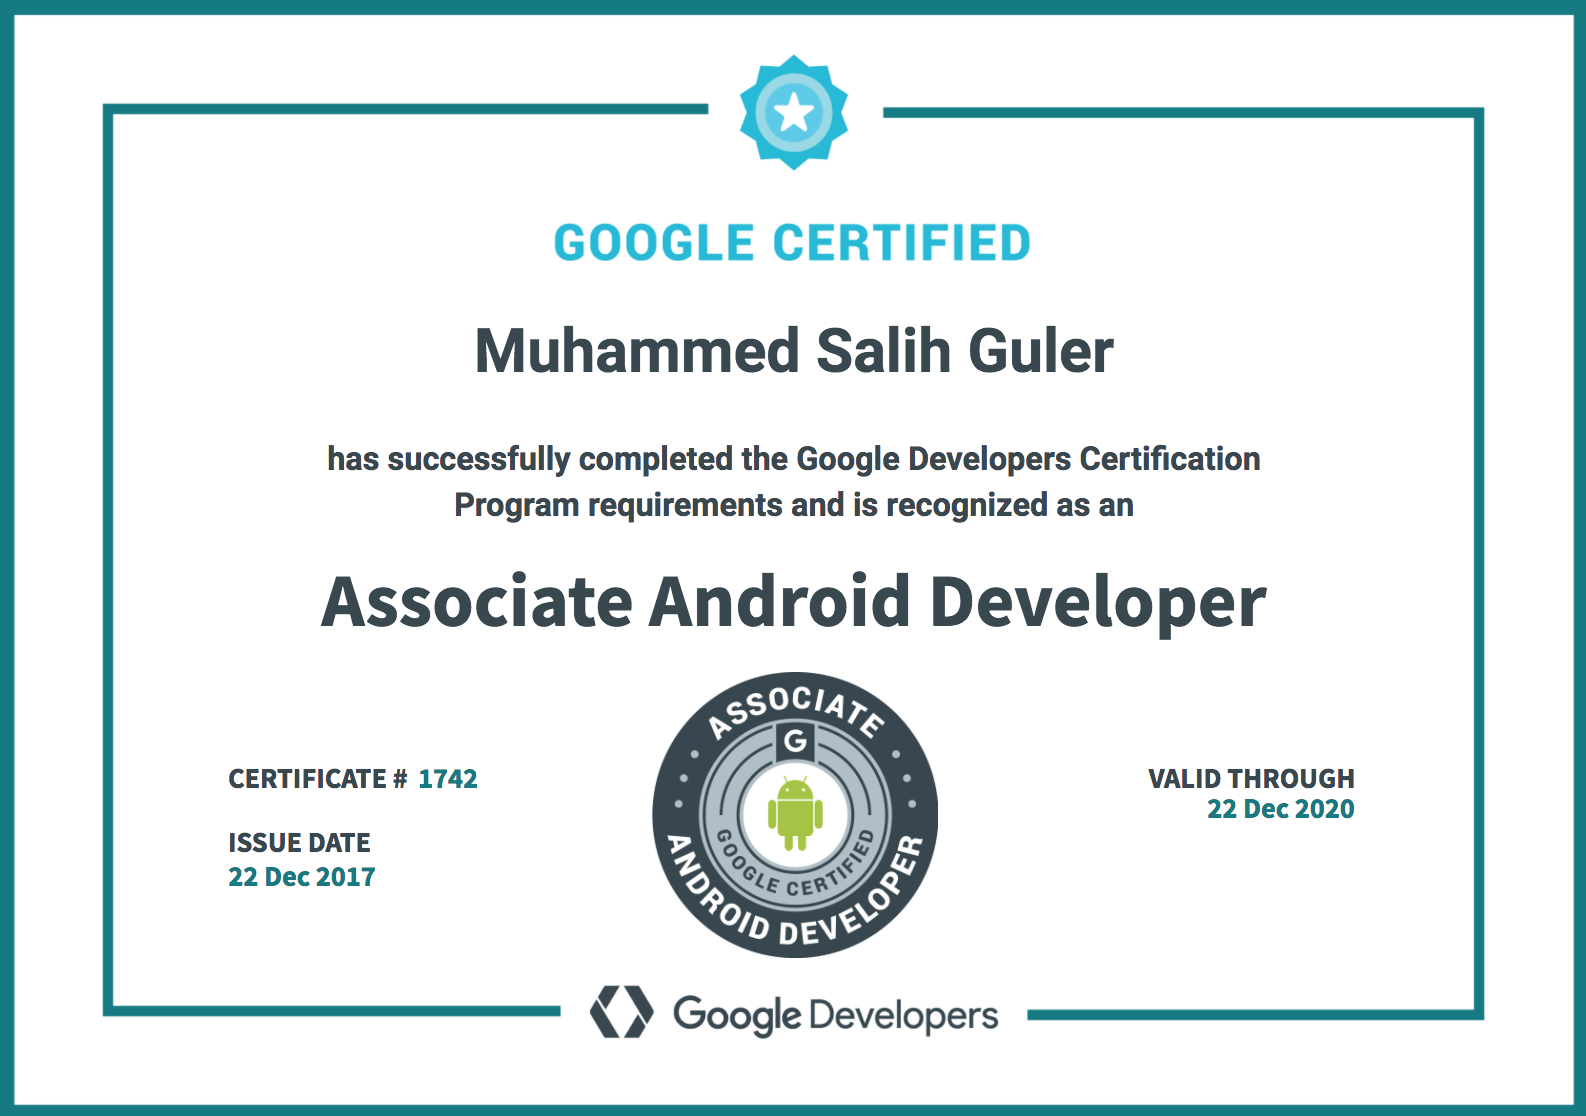 GOOGLE CERTIFIED
Muhammed Salih Guler
has successfully completed the Google Developers Certification
Program requirements and is recognized as an
Associate Android Developer
CERTIFICATE # 1742
ISSUE DATE
22 Dec 2017
ASSOCIATE
G
GOOGLE CERTIFIED
ANDROID DEVELOPER
VALID THROUGH
22 Dec 2020
Google Developers